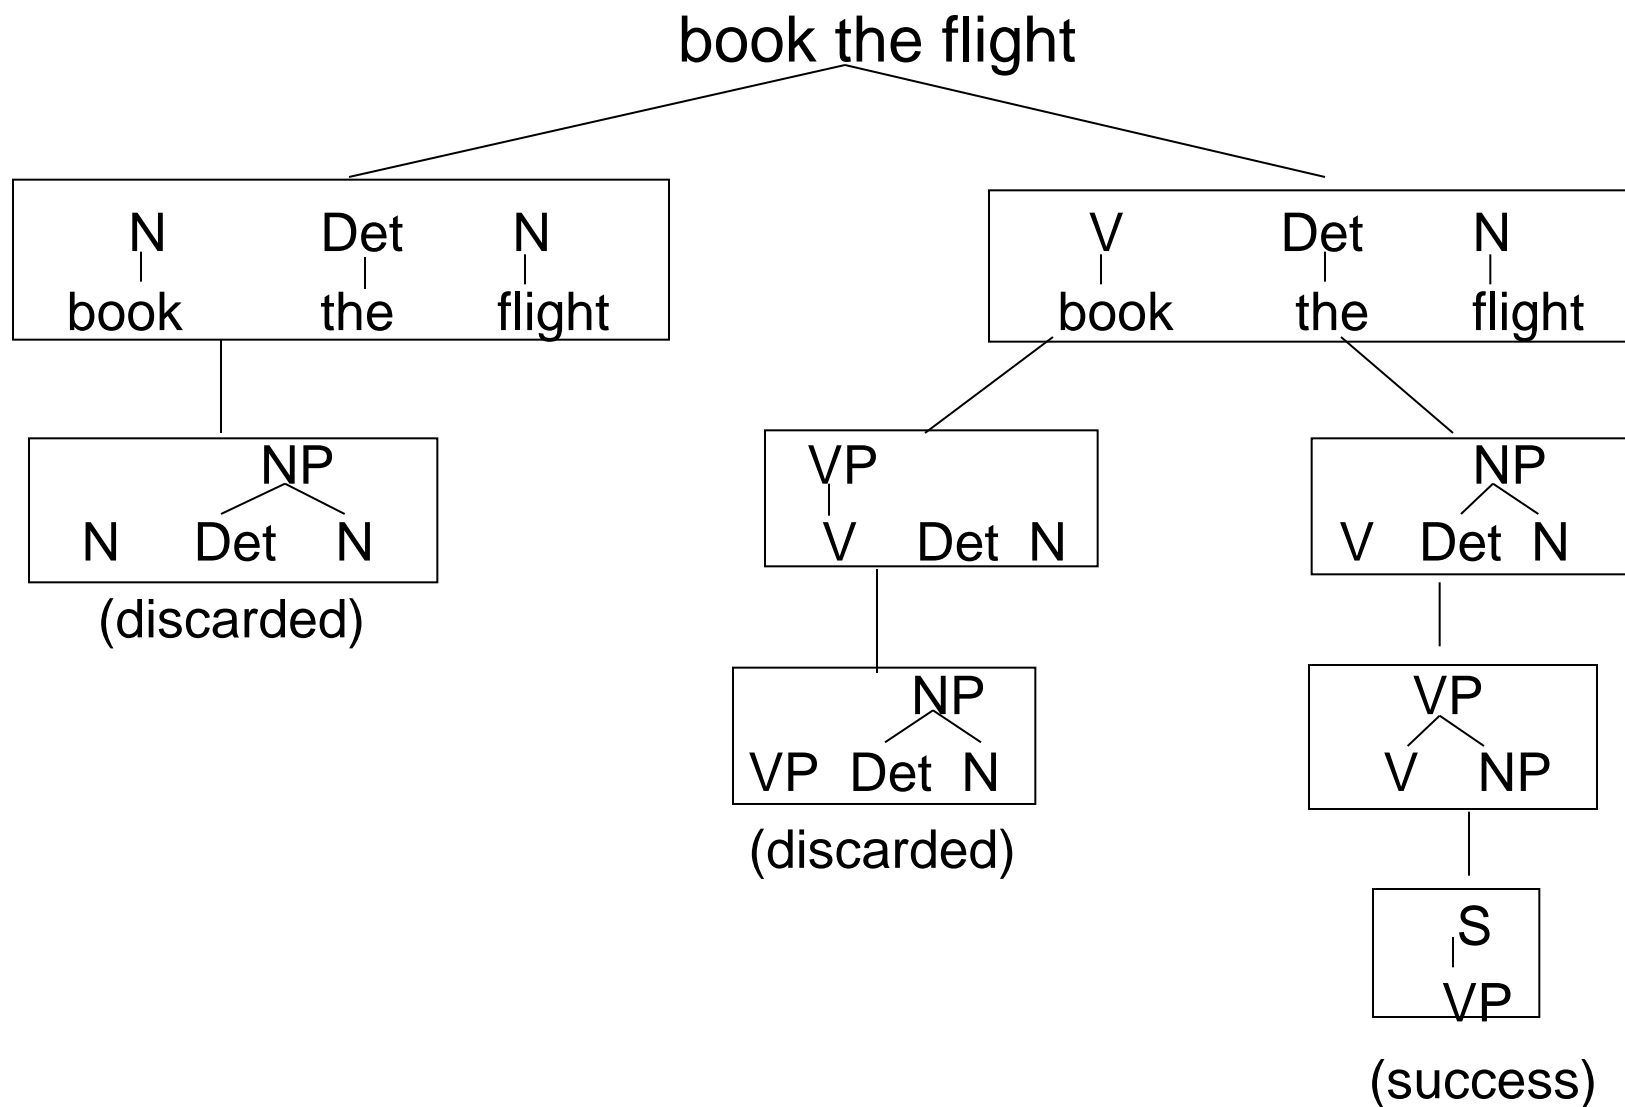 book the flight
N Det N
book the flight
V Det N
book the flight
NP
N Det N
(discarded)
VP
V Det N
NP
V Det N
NP
VP Det N
(discarded)
VP
V NP
S
VP
(success)